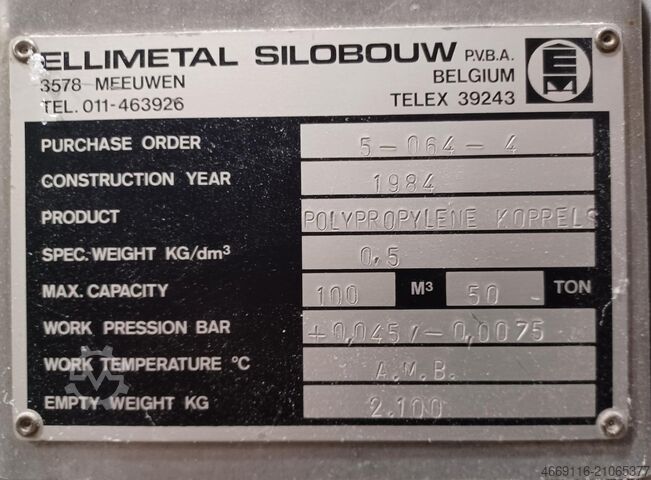 ELLIMETAL SILOBOUW P.V.B.A.
3578 MEEUWEN BELGIUM
TEL. 011-463926 TELEX 39243
EM
PURCHASE ORDER 5-064-4
CONSTRUCTION YEAR 1984
PRODUCT POLYPROPYLENE KORRELS
SPEC. WEIGHT KG/dm³ 0,5
MAX. CAPACITY 100 M³ 50 TON
WORK PRESSION BAR +0,045/-0,0075
WORK TEMPERATURE °C A.M.B.
EMPTY WEIGHT KG 2.100
4669116-21065377